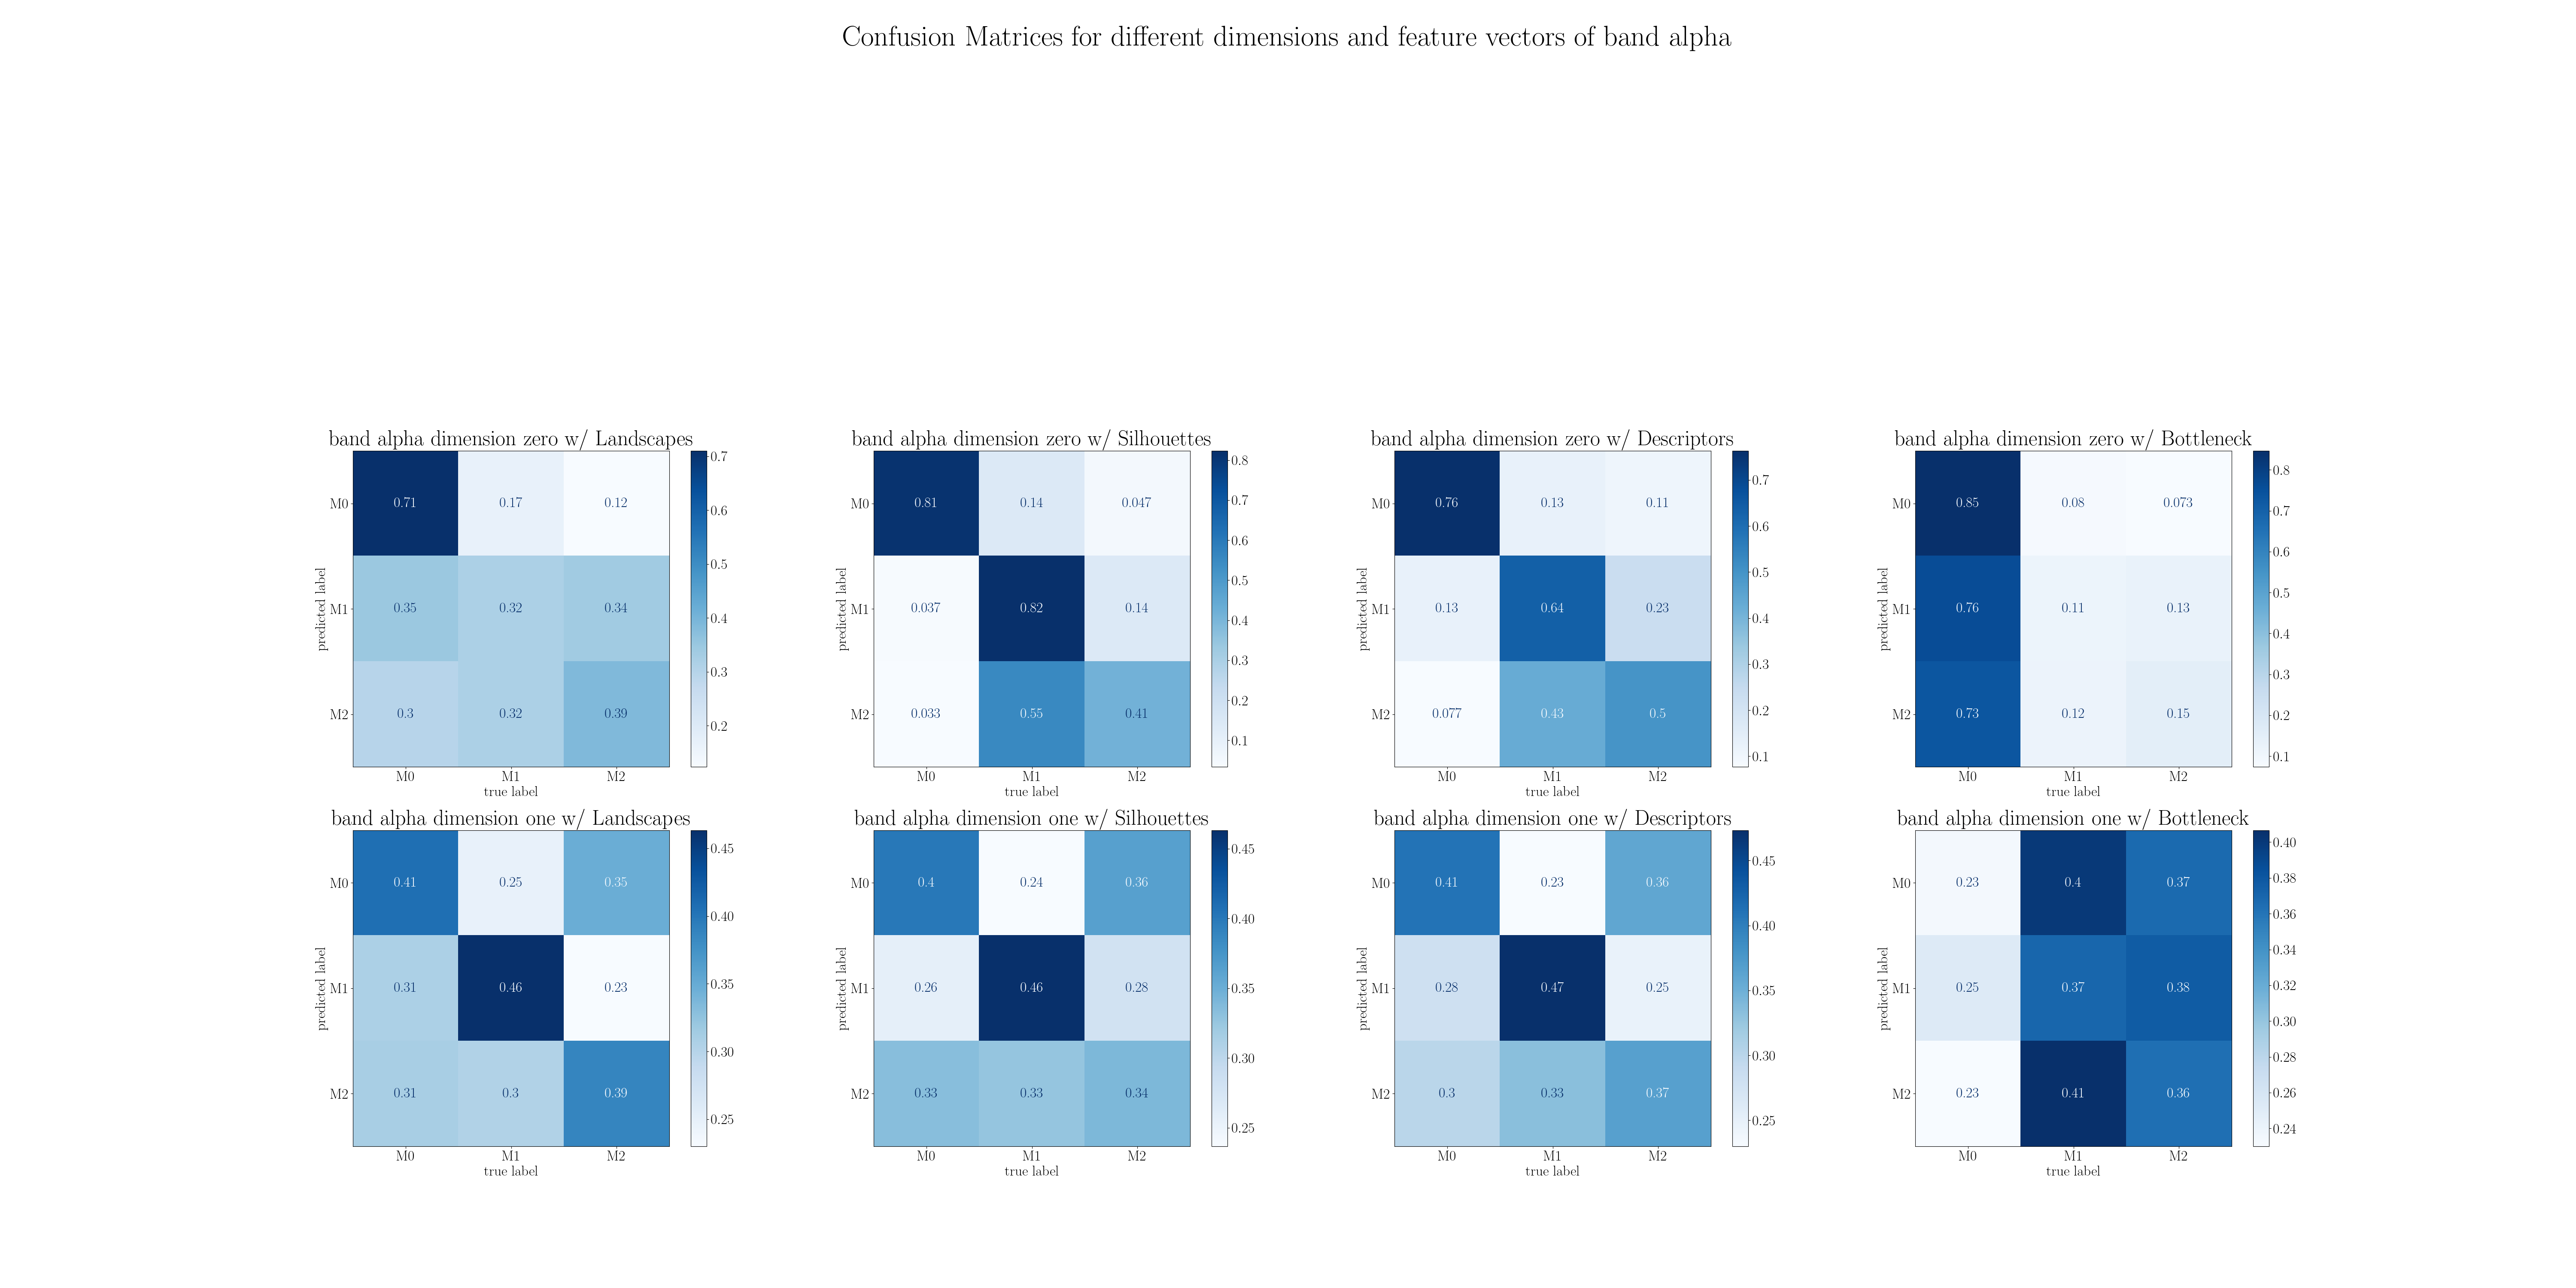 Confusion Matrices for different dimensions and feature vectors of band alpha
band alpha dimension zero w/ Landscapes
predicted label
M0 0.71 0.17 0.12
M1 0.35 0.32 0.34
M2 0.3 0.32 0.39
M0 M1 M2
true label
0.7
0.6
0.5
0.4
0.3
0.2
band alpha dimension zero w/ Silhouettes
predicted label
M0 0.81 0.14 0.047
M1 0.037 0.82 0.14
M2 0.033 0.55 0.41
M0 M1 M2
true label
0.8
0.7
0.6
0.5
0.4
0.3
0.2
0.1
band alpha dimension zero w/ Descriptors
predicted label
M0 0.76 0.13 0.11
M1 0.13 0.64 0.23
M2 0.077 0.43 0.5
M0 M1 M2
true label
0.7
0.6
0.5
0.4
0.3
0.2
0.1
band alpha dimension zero w/ Bottleneck
predicted label
M0 0.85 0.08 0.073
M1 0.76 0.11 0.13
M2 0.73 0.12 0.15
M0 M1 M2
true label
0.8
0.7
0.6
0.5
0.4
0.3
0.2
0.1
band alpha dimension one w/ Landscapes
predicted label
M0 0.41 0.25 0.35
M1 0.31 0.46 0.23
M2 0.31 0.3 0.39
M0 M1 M2
true label
0.45
0.40
0.35
0.30
0.25
band alpha dimension one w/ Silhouettes
predicted label
M0 0.4 0.24 0.36
M1 0.26 0.46 0.28
M2 0.33 0.33 0.34
M0 M1 M2
true label
0.45
0.40
0.35
0.30
0.25
band alpha dimension one w/ Descriptors
predicted label
M0 0.41 0.23 0.36
M1 0.28 0.47 0.25
M2 0.3 0.33 0.37
M0 M1 M2
true label
0.45
0.40
0.35
0.30
0.25
band alpha dimension one w/ Bottleneck
predicted label
M0 0.23 0.4 0.37
M1 0.25 0.37 0.38
M2 0.23 0.41 0.36
M0 M1 M2
true label
0.40
0.38
0.36
0.34
0.32
0.30
0.28
0.26
0.24